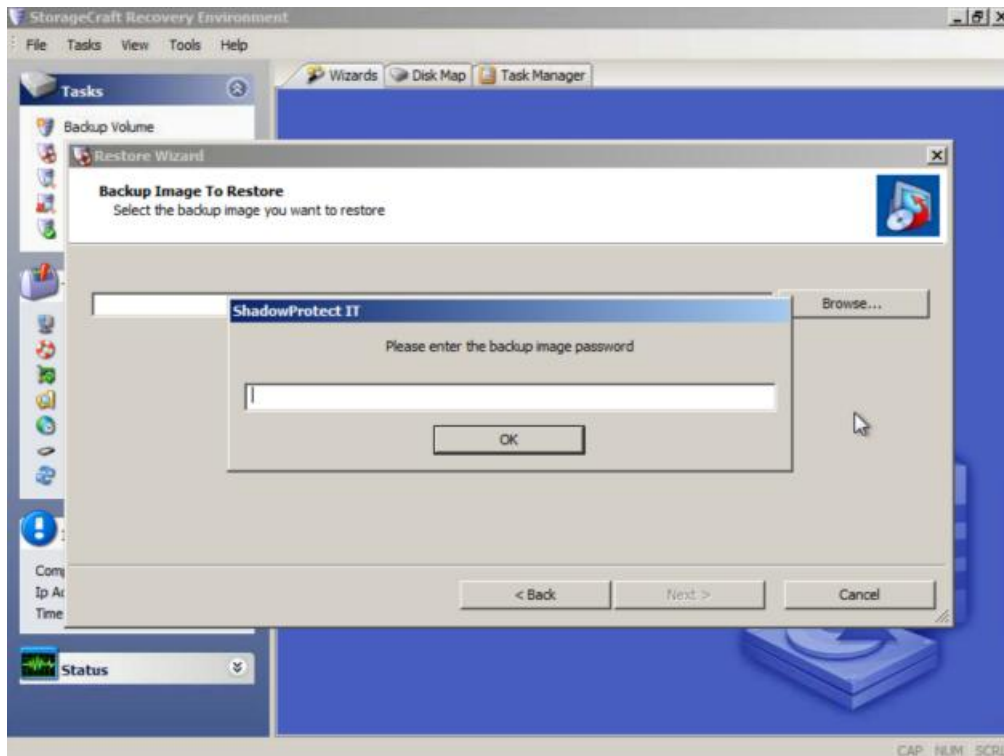 StorageCraft Recovery Environment
File Tasks View Tools Help
Wizards Disk Map Task Manager
Tasks
Backup Volume
Restore Wizard
Backup Image To Restore
Select the backup image you want to restore
Browse...
ShadowProtect IT
Please enter the backup image password
OK
Ip
Time
< Back Next > Cancel
Status
CAP NUM